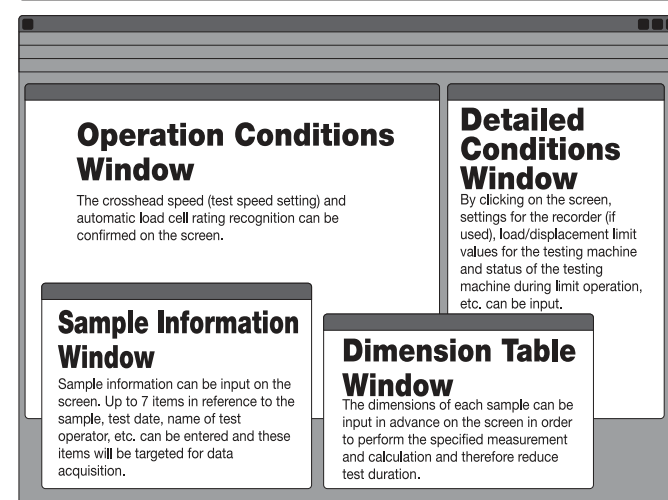 Operation Conditions
Window
The crosshead speed (test speed setting) and
automatic load cell rating recognition can be
confirmed on the screen.
Detailed
Conditions
Window
By clicking on the screen,
settings for the recorder (if
used), load/displacement limit
values for the testing machine
and status of the testing
machine during limit operation,
etc. can be input.
Sample Information
Window
Sample information can be input on the
screen. Up to 7 items in reference to the
sample, test date, name of test
operator, etc. can be entered and these
items will be targeted for data
acquisition.
Dimension Table
Window
The dimensions of each sample can be
input in advance on the screen in order
to perform the specified measurement
and calculation and therefore reduce
test duration.